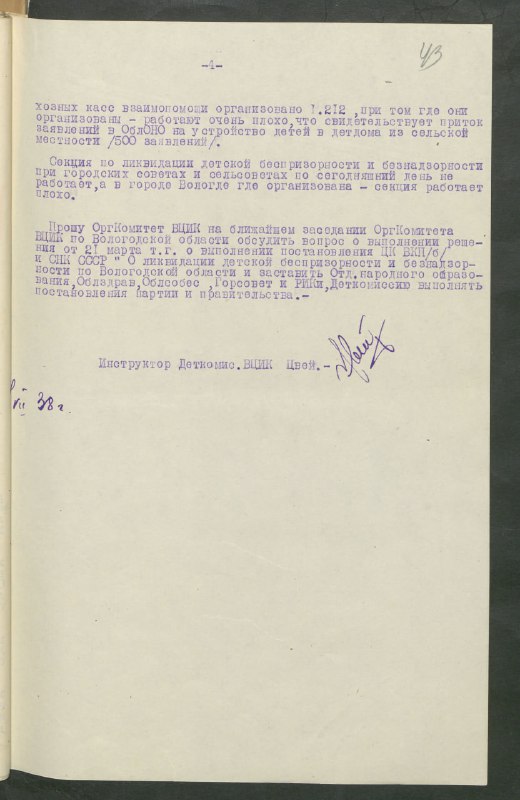 -4-
43
хозных касс взаимопомощи организовано 1.212 ,при том где они
организованы - работают очень плохо,что свидетельствует приток
заявлений в ОблОНО на устройство детей в детдома из сельской
местности /500 заявлений/.
Секция по ликвидации детской беспризорности и безнадзорности
при городских советах и сельсоветах по сегодняшний день не
работает,а в городе Вологде где организована - секция работает
плохо.
Прошу ОргКомитет ВЦИК на ближайшем заседании ОргКомитета
ВЦИК по Вологодской области обсудить вопрос о выполнении реше-
ния от 21 марта т.г. о выполнении постановления ЦК ВКП/б/
и СНК СССР " О ликвидации детской беспризорности и безнадзор-
ности по Вологодской области и заставить Отд.народного образо-
вания,Облздрав,Облсобес ,Горсовет и РИКи,Деткомиссию выполнять
постановления партии и правительства.-
Инструктор Деткомис.ВЦИК Цвей.-
VII 38 г.